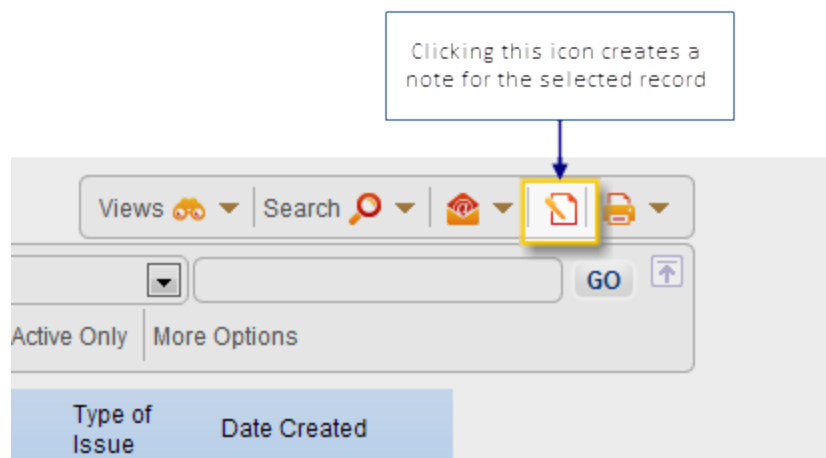 Clicking this icon creates a
note for the selected record
Views Search @
GO
Active Only More Options
Type of
Issue
Date Created